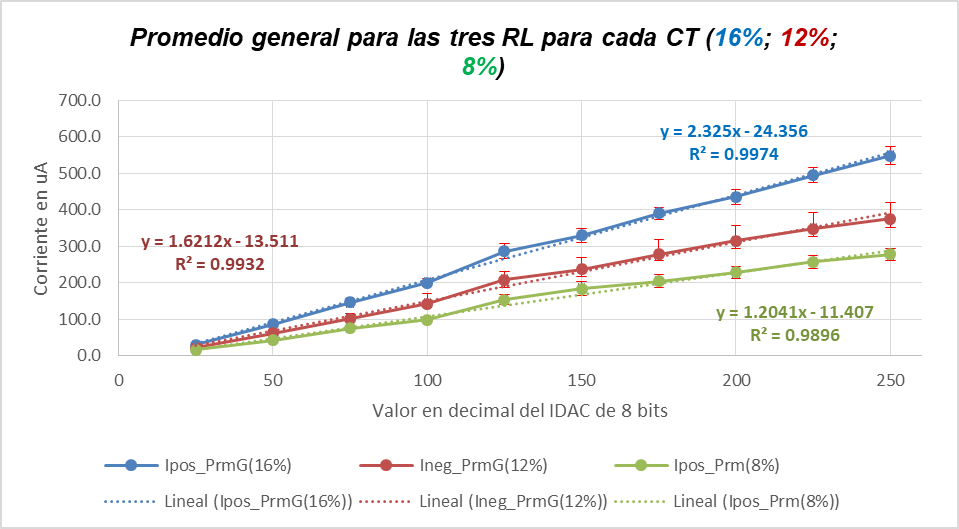 Promedio general para las tres RL para cada CT (16%; 12%;
8%)
700.0
600.0
500.0
400.0
300.0
200.0
100.0
0.0
Corriente en uA
y = 2.325x - 24.356
R² = 0.9974
y = 1.6212x - 13.511
R² = 0.9932
y = 1.2041x - 11.407
R² = 0.9896
0 50 100 150 200 250
Valor en decimal del IDAC de 8 bits
Ipos_PrmG(16%) Ineg_PrmG(12%) Ipos_Prm(8%)
Lineal (Ipos_PrmG(16%)) Lineal (Ineg_PrmG(12%)) Lineal (Ipos_Prm(8%))